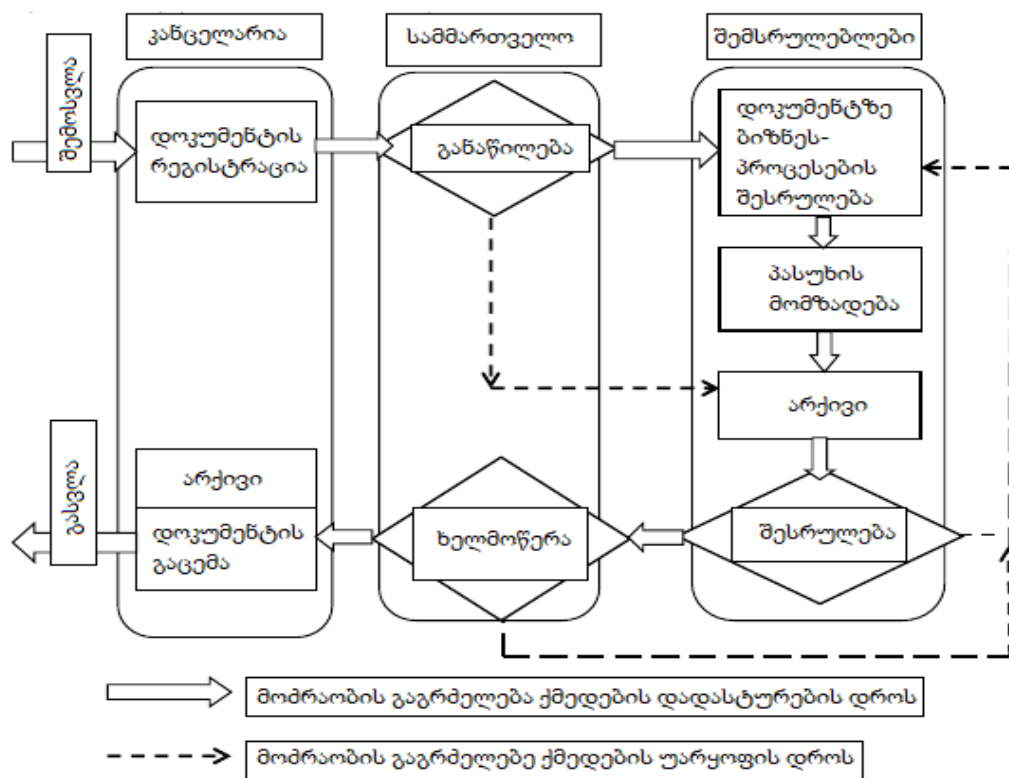 კანცელარია
სამმართველო
შემსრულებლები
შემოსვლა
დოკუმენტის
რეგისტრაცია
განაწილება
დოკუმენტზე
ბიზნეს-
პროცესების
შესრულება
პასუხის
მომზადება
არქივი
გასვლა
არქივი
დოკუმენტის
გაცემა
ხელმოწერა
შესრულება
მოძრაობის გაგრძელება ქმედების დადასტურების დროს
მოძრაობის გაგრძელებე ქმედების უარყოფის დროს